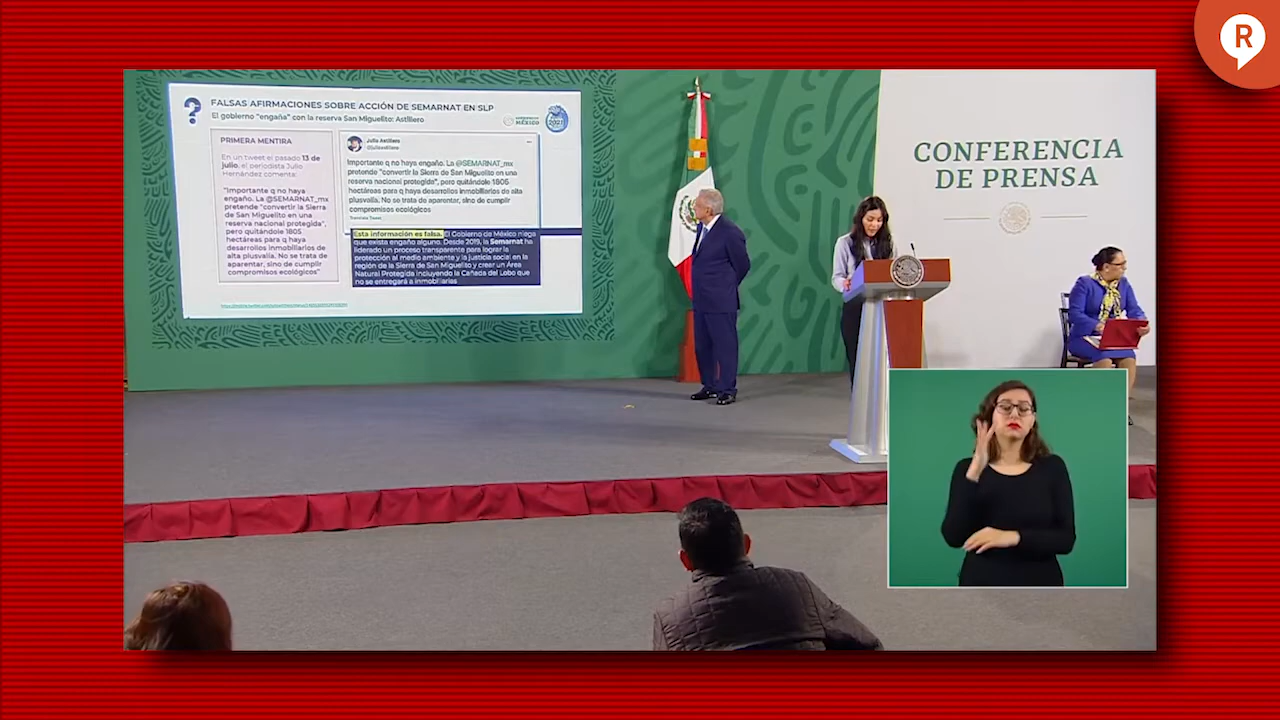 R
FALSAS AFIRMACIONES SOBRE ACCIÓN DE SEMARNAT EN SLP
El gobierno "engaña" con la reserva San Miguelito: Astillero
MÉXICO
2021
PRIMERA MENTIRA
En un tweet el pasado 13 de
julio, el periodista Julio
Hernández comenta:
"Importante q no haya
engaño. La @SEMARNAT_mx
pretende "convertir la Sierra
de San Miguelito en una
reserva nacional protegida",
pero quitándole 1805
hectáreas para q haya
desarrollos inmobiliarios de
alta plusvalía. No se trata de
aparentar, sino de cumplir
compromisos ecológicos"
Julio Astillero
Importante q no haya engaño. La @SEMARNAT_mx
pretende "convertir la Sierra de San Miguelito en una
reserva nacional protegida", pero quitándole 1805
hectáreas para q haya desarrollos inmobiliarios de alta
plusvalía. No se trata de aparentar, sino de cumplir
compromisos ecológicos
Translate Tweet
Esta información es falsa. El Gobierno de México niega
que exista engaño alguno. Desde 2019, la Semarnat ha
liderado un proceso transparente para lograr la
protección al medio ambiente y la justicia social en la
región de la Sierra de San Miguelito y crear un Área
Natural Protegida incluyendo la Cañada del Lobo que
no se entregará a inmobiliarias
CONFERENCIA
DE PRENSA